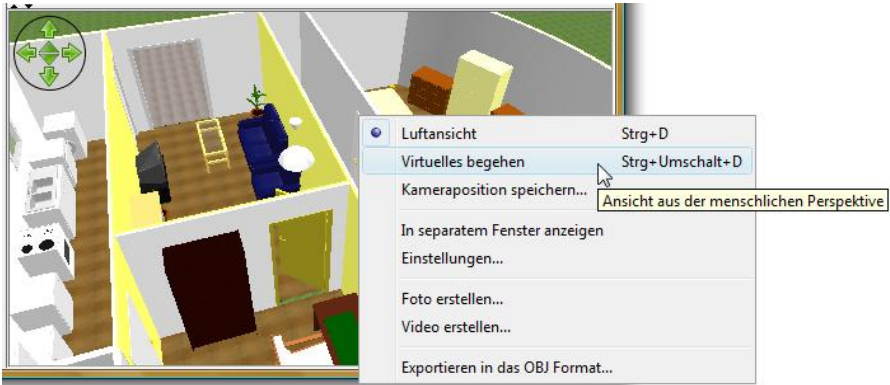 Luftansicht Strg+D
Virtuelles begehen Strg+Umschalt+D
Kameraposition speichern...
Ansicht aus der menschlichen Perspektive
In separatem Fenster anzeigen
Einstellungen...
Foto erstellen...
Video erstellen...
Exportieren in das OBJ Format...